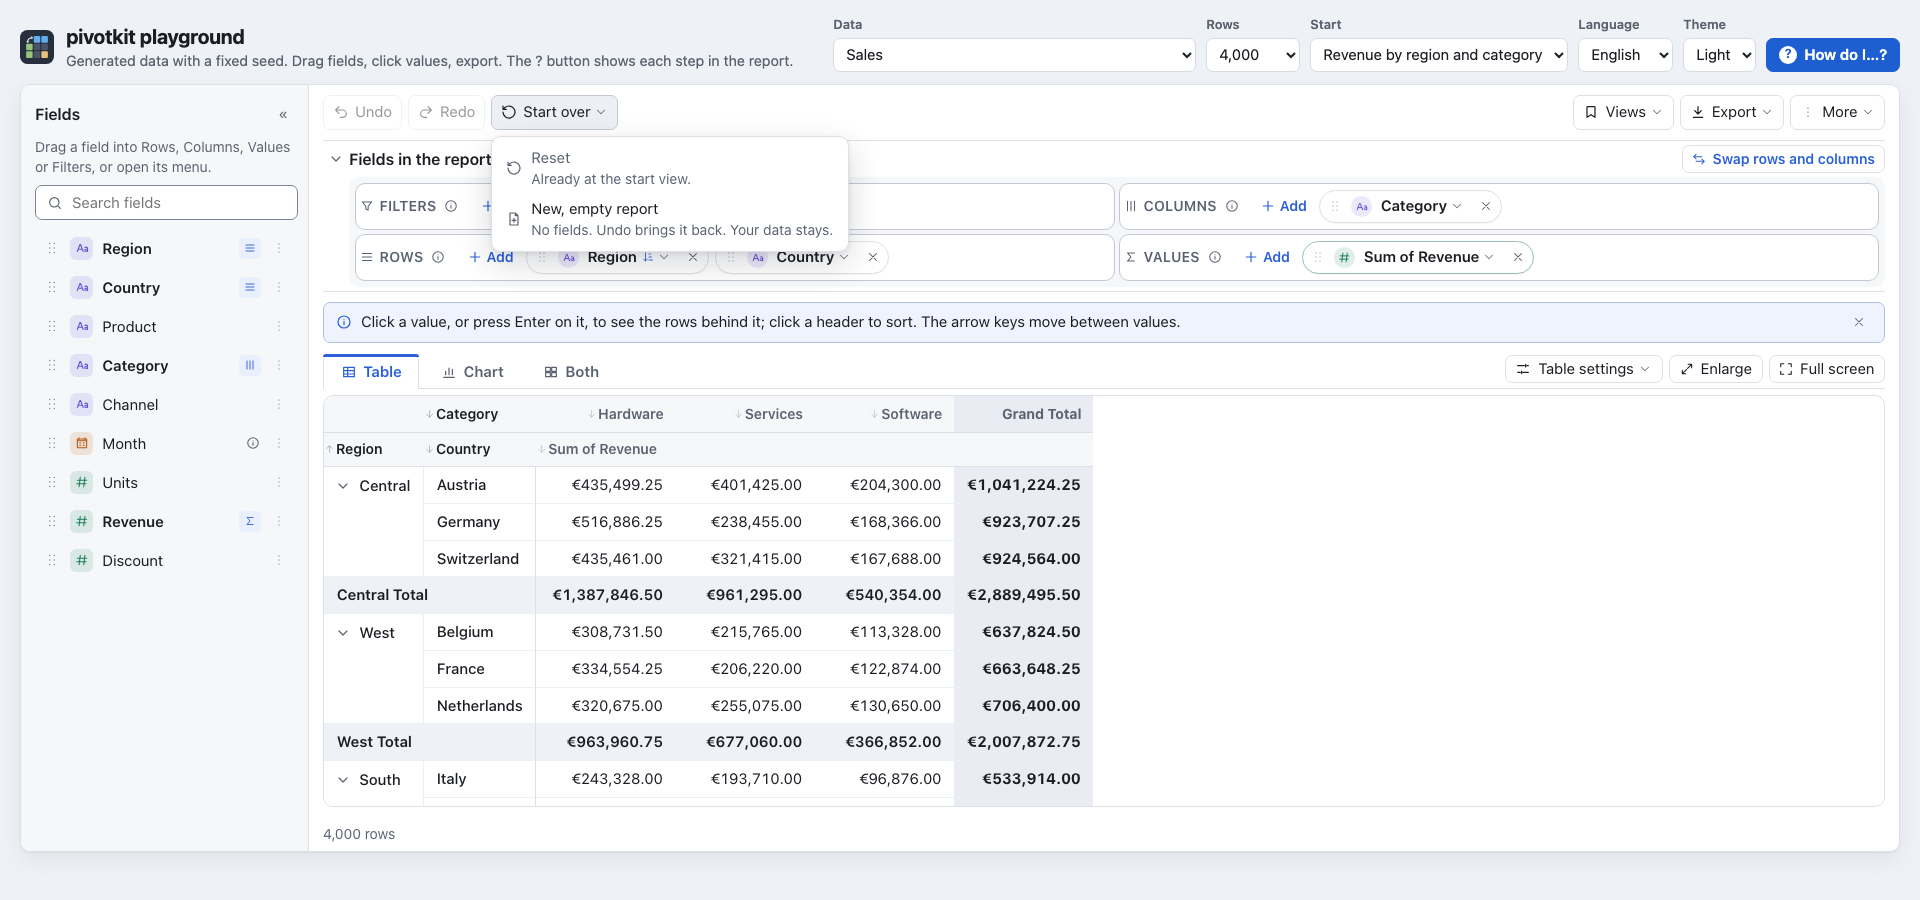 pivotkit playground
Generated data with a fixed seed. Drag fields, click values, export. The ? button shows each step in the report.
Data
Sales
Rows
4,000
Start
Revenue by region and category
Language
English
Theme
Light
? How do I...?
Fields «
Drag a field into Rows, Columns, Values
or Filters, or open its menu.
Search fields
Aa Region
Aa Country
Aa Product
Aa Category
Aa Channel
Month
# Units
# Revenue Σ
# Discount
Undo Redo Start over
Views Export More
Reset
Already at the start view.
New, empty report
No fields. Undo brings it back. Your data stays.
Fields in the report
Swap rows and columns
FILTERS +
COLUMNS + Add Aa Category ×
ROWS + Add Aa Region × Aa Country ×
Σ VALUES + Add # Sum of Revenue ×
Click a value, or press Enter on it, to see the rows behind it; click a header to sort. The arrow keys move between values. ×
Table Chart Both
Table settings Enlarge Full screen
↓ Category ↓ Hardware ↓ Services ↓ Software Grand Total
↑ Region ↓ Country ↓ Sum of Revenue
Central Austria €435,499.25 €401,425.00 €204,300.00 €1,041,224.25
Germany €516,886.25 €238,455.00 €168,366.00 €923,707.25
Switzerland €435,461.00 €321,415.00 €167,688.00 €924,564.00
Central Total €1,387,846.50 €961,295.00 €540,354.00 €2,889,495.50
West Belgium €308,731.50 €215,765.00 €113,328.00 €637,824.50
France €334,554.25 €206,220.00 €122,874.00 €663,648.25
Netherlands €320,675.00 €255,075.00 €130,650.00 €706,400.00
West Total €963,960.75 €677,060.00 €366,852.00 €2,007,872.75
South Italy €243,328.00 €193,710.00 €96,876.00 €533,914.00
4,000 rows